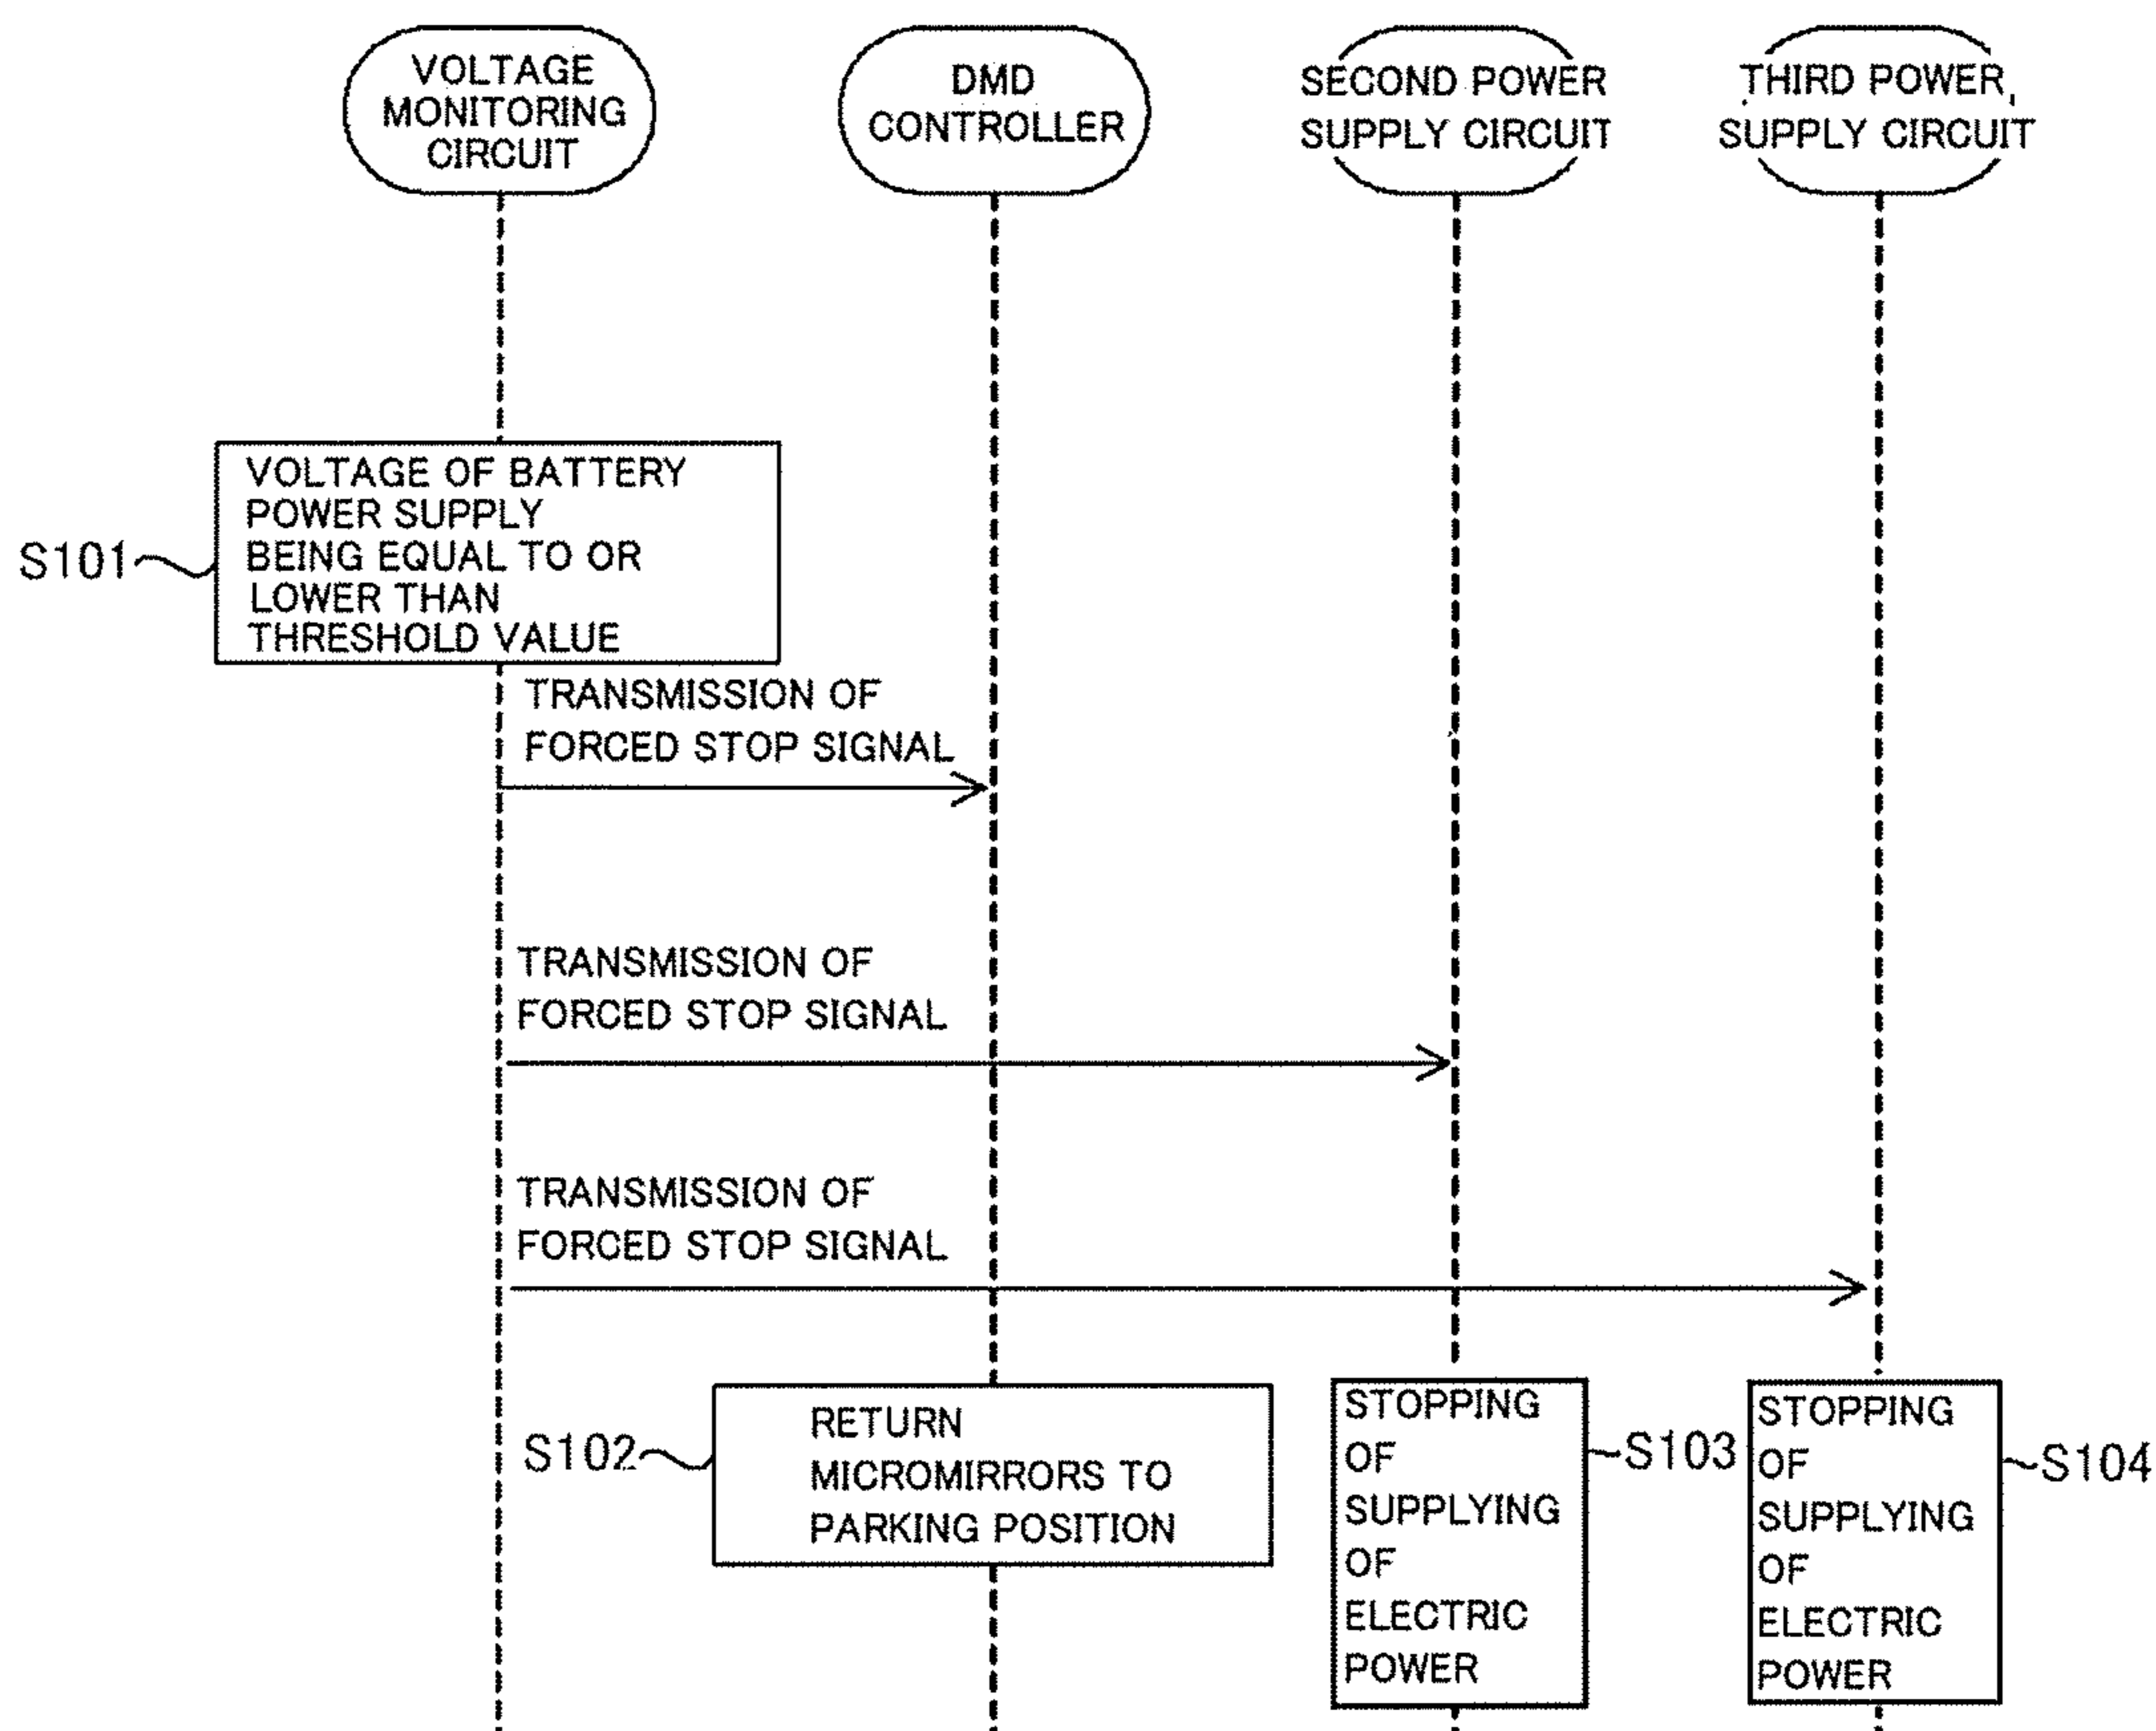 VOLTAGE
MONITORING
CIRCUIT
DMD
CONTROLLER
SECOND POWER
SUPPLY CIRCUIT
THIRD POWER
SUPPLY CIRCUIT
S101
VOLTAGE OF BATTERY
POWER SUPPLY
BEING EQUAL TO OR
LOWER THAN
THRESHOLD VALUE
TRANSMISSION OF
FORCED STOP SIGNAL
TRANSMISSION OF
FORCED STOP SIGNAL
TRANSMISSION OF
FORCED STOP SIGNAL
S102
RETURN
MICROMIRRORS TO
PARKING POSITION
STOPPING
OF
SUPPLYING
OF
ELECTRIC
POWER
S103
STOPPING
OF
SUPPLYING
OF
ELECTRIC
POWER
S104